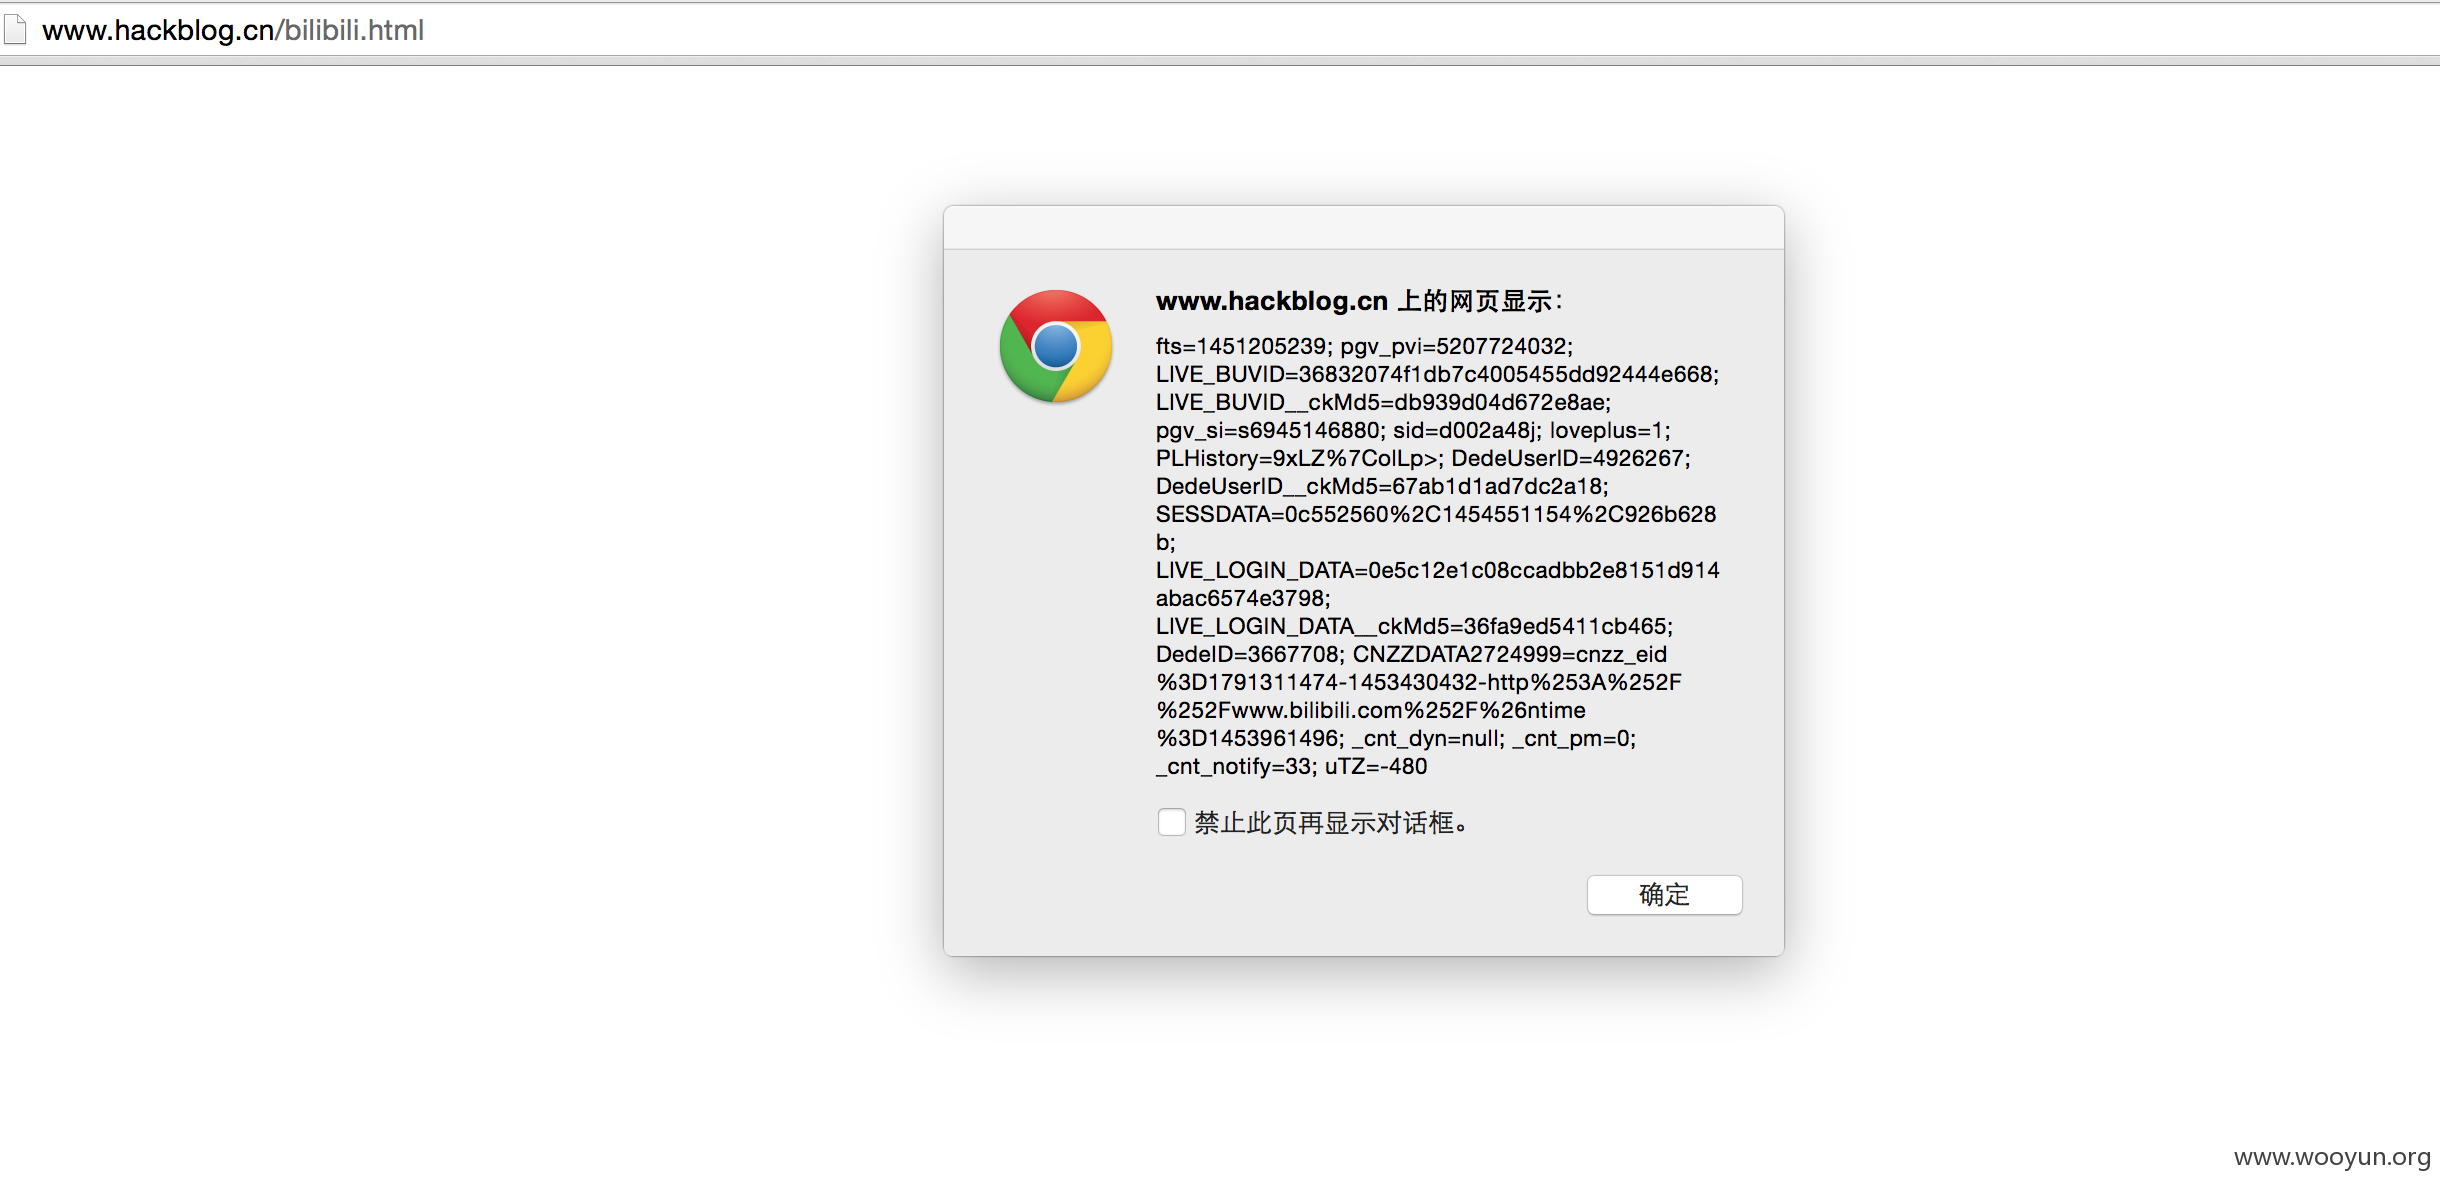 www.hackblog.cn/bilibili.html
www.hackblog.cn 上的网页显示：
fts=1451205239; pgv_pvi=5207724032;
LIVE_BUVID=36832074f1db7c4005455dd92444e668;
LIVE_BUVID__ckMd5=db939d04d672e8ae;
pgv_si=s6945146880; sid=d002a48j; loveplus=1;
PLHistory=9xLZ%7ColLp>; DedeUserID=4926267;
DedeUserID__ckMd5=67ab1d1ad7dc2a18;
SESSDATA=0c552560%2C1454551154%2C926b628
b;
LIVE_LOGIN_DATA=0e5c12e1c08ccadbb2e8151d914
abac6574e3798;
LIVE_LOGIN_DATA__ckMd5=36fa9ed5411cb465;
DedeID=3667708; CNZZDATA2724999=cnzz_eid
%3D1791311474-1453430432-http%253A%252F
%252Fwww.bilibili.com%252F%26ntime
%3D1453961496; _cnt_dyn=null; _cnt_pm=0;
_cnt_notify=33; uTZ=-480
禁止此页再显示对话框。
确定
www.wooyun.org